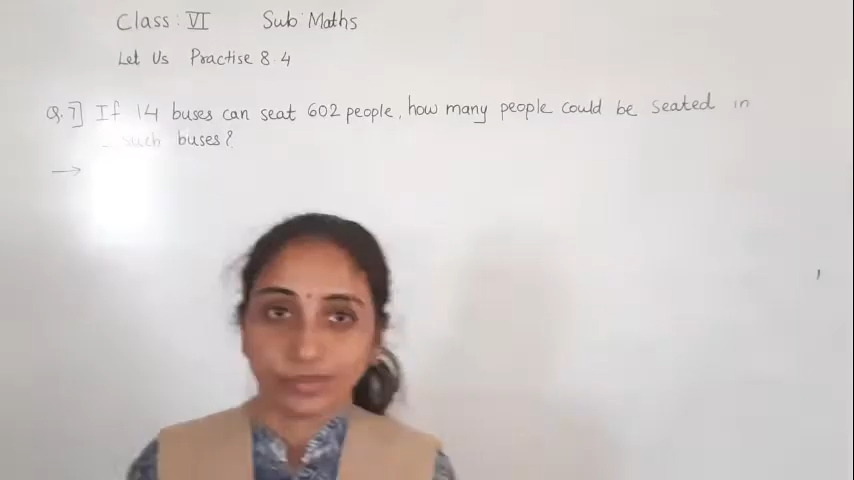 Class: VI Sub: Maths
Let Us Practise 8.4
Q.7] If 14 buses can seat 602 people, how many people could be seated in
such buses?
→